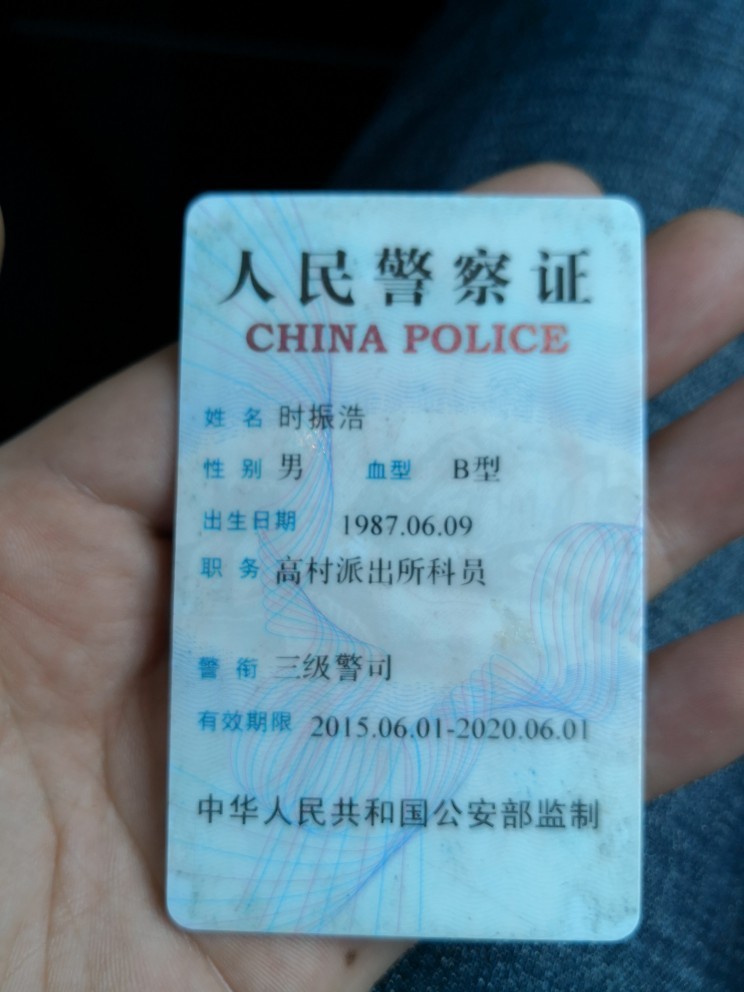 人民警察证
CHINA POLICE
姓 名 时振浩
性 别 男 血型 B型
出生日期 1987.06.09
职 务 高村派出所科员
警 衔 三级警司
有效期限 2015.06.01-2020.06.01
中华人民共和国公安部监制